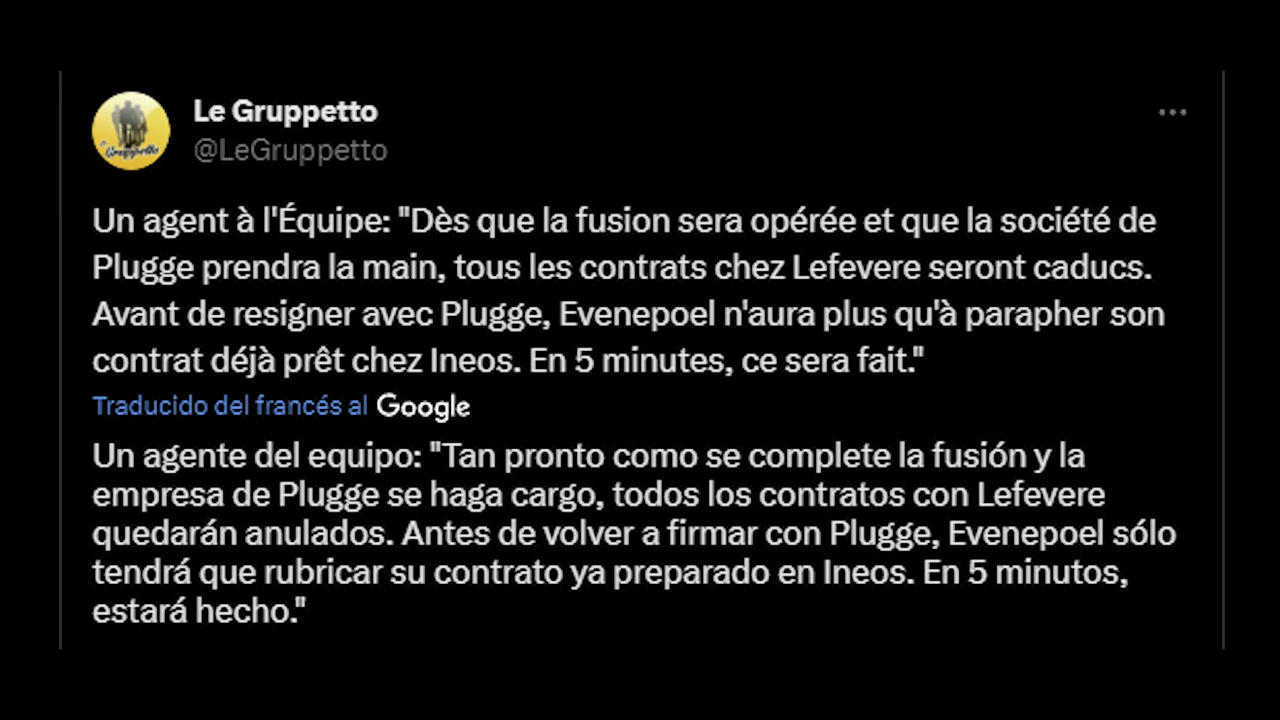 Le Gruppetto
@LeGruppetto
Un agent à l'Équipe: "Dès que la fusion sera opérée et que la société de
Plugge prendra la main, tous les contrats chez Lefevere seront caducs.
Avant de resigner avec Plugge, Evenepoel n'aura plus qu'à parapher son
contrat déjà prêt chez Ineos. En 5 minutes, ce sera fait."
Traducido del francés al Google
Un agente del equipo: "Tan pronto como se complete la fusión y la
empresa de Plugge se haga cargo, todos los contratos con Lefevere
quedarán anulados. Antes de volver a firmar con Plugge, Evenepoel sólo
tendrá que rubricar su contrato ya preparado en Ineos. En 5 minutos,
estará hecho."